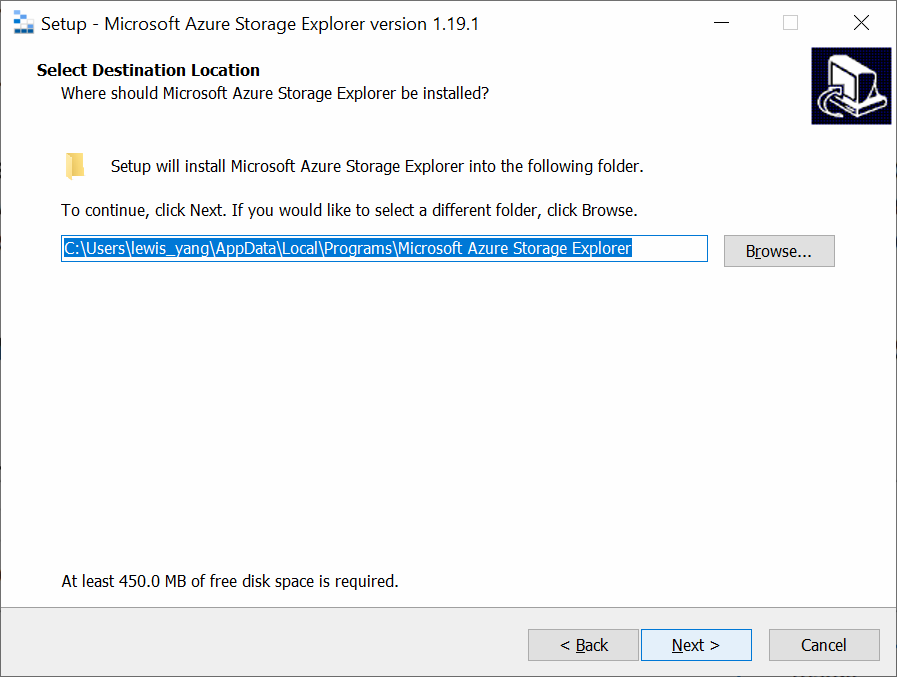 Setup - Microsoft Azure Storage Explorer version 1.19.1
Select Destination Location
Where should Microsoft Azure Storage Explorer be installed?
Setup will install Microsoft Azure Storage Explorer into the following folder.
To continue, click Next. If you would like to select a different folder, click Browse.
C:\Users\lewis_yang\AppData\Local\Programs\Microsoft Azure Storage Explorer
Browse...
At least 450.0 MB of free disk space is required.
< Back
Next >
Cancel